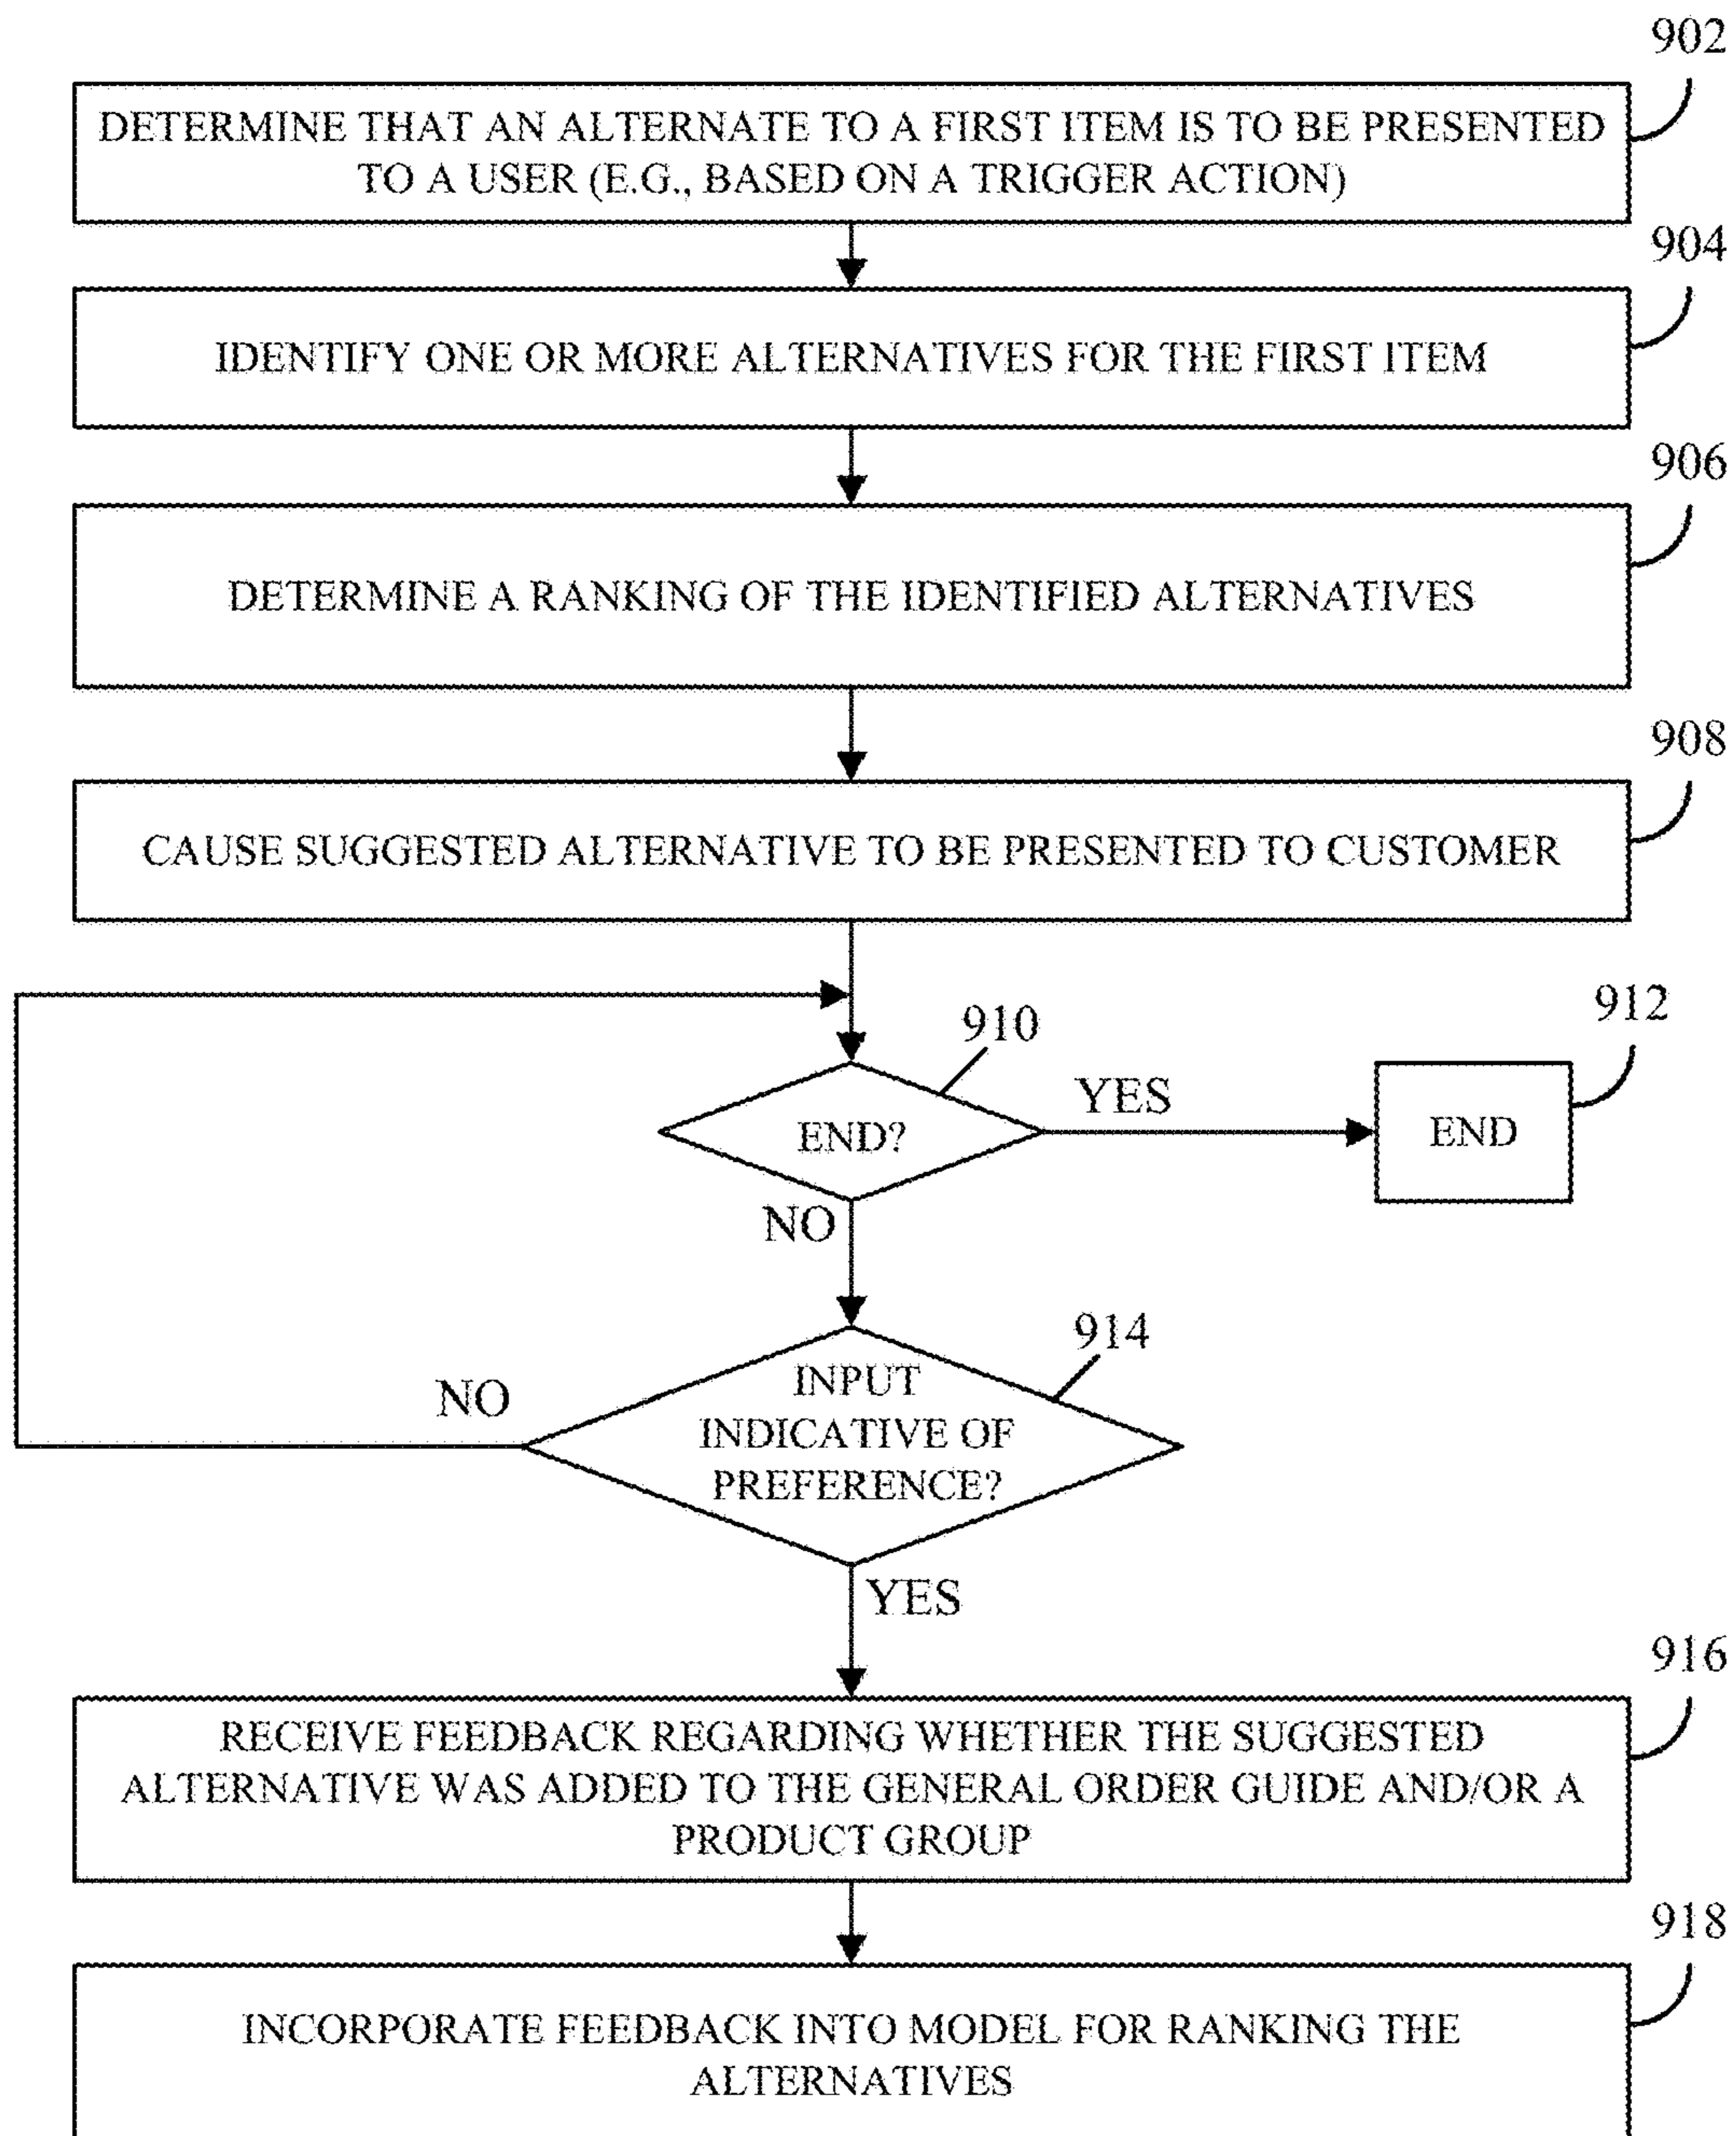 902
DETERMINE THAT AN ALTERNATE TO A FIRST ITEM IS TO BE PRESENTED
TO A USER (E.G., BASED ON A TRIGGER ACTION)
904
IDENTIFY ONE OR MORE ALTERNATIVES FOR THE FIRST ITEM
906
DETERMINE A RANKING OF THE IDENTIFIED ALTERNATIVES
908
CAUSE SUGGESTED ALTERNATIVE TO BE PRESENTED TO CUSTOMER
910
912
YES
END?
END
NO
914
NO
INPUT
INDICATIVE OF
PREFERENCE?
YES
916
RECEIVE FEEDBACK REGARDING WHETHER THE SUGGESTED
ALTERNATIVE WAS ADDED TO THE GENERAL ORDER GUIDE AND/OR A
PRODUCT GROUP
918
INCORPORATE FEEDBACK INTO MODEL FOR RANKING THE
ALTERNATIVES